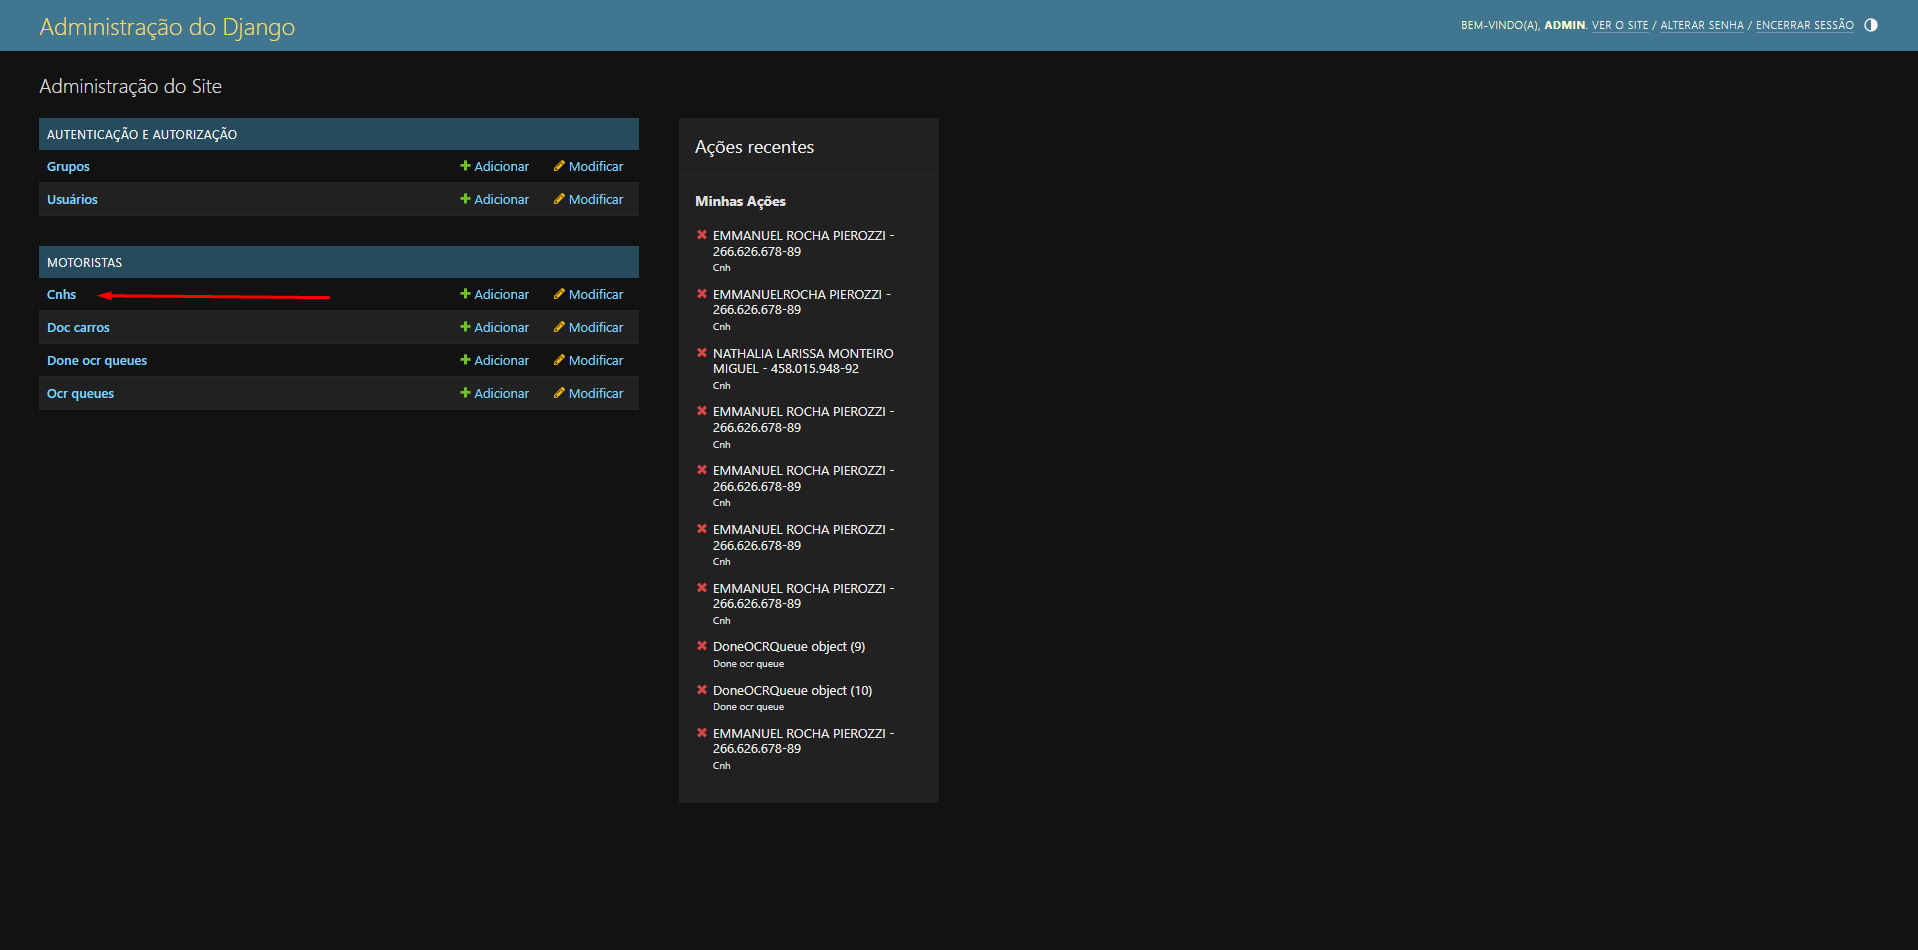 Administração do Django
BEM-VINDO(A), ADMIN. VER O SITE / ALTERAR SENHA / ENCERRAR SESSÃO
Administração do Site
AUTENTICAÇÃO E AUTORIZAÇÃO
Grupos Adicionar Modificar
Usuários Adicionar Modificar
MOTORISTAS
Cnhs Adicionar Modificar
Doc carros Adicionar Modificar
Done ocr queues Adicionar Modificar
Ocr queues Adicionar Modificar
Ações recentes
Minhas Ações
EMMANUEL ROCHA PIEROZZI -
266.626.678-89
Cnh
EMMANUELROCHA PIEROZZI -
266.626.678-89
Cnh
NATHALIA LARISSA MONTEIRO
MIGUEL - 458.015.948-92
Cnh
EMMANUEL ROCHA PIEROZZI -
266.626.678-89
Cnh
EMMANUEL ROCHA PIEROZZI -
266.626.678-89
Cnh
EMMANUEL ROCHA PIEROZZI -
266.626.678-89
Cnh
EMMANUEL ROCHA PIEROZZI -
266.626.678-89
Cnh
DoneOCRQueue object (9)
Done ocr queue
DoneOCRQueue object (10)
Done ocr queue
EMMANUEL ROCHA PIEROZZI -
266.626.678-89
Cnh